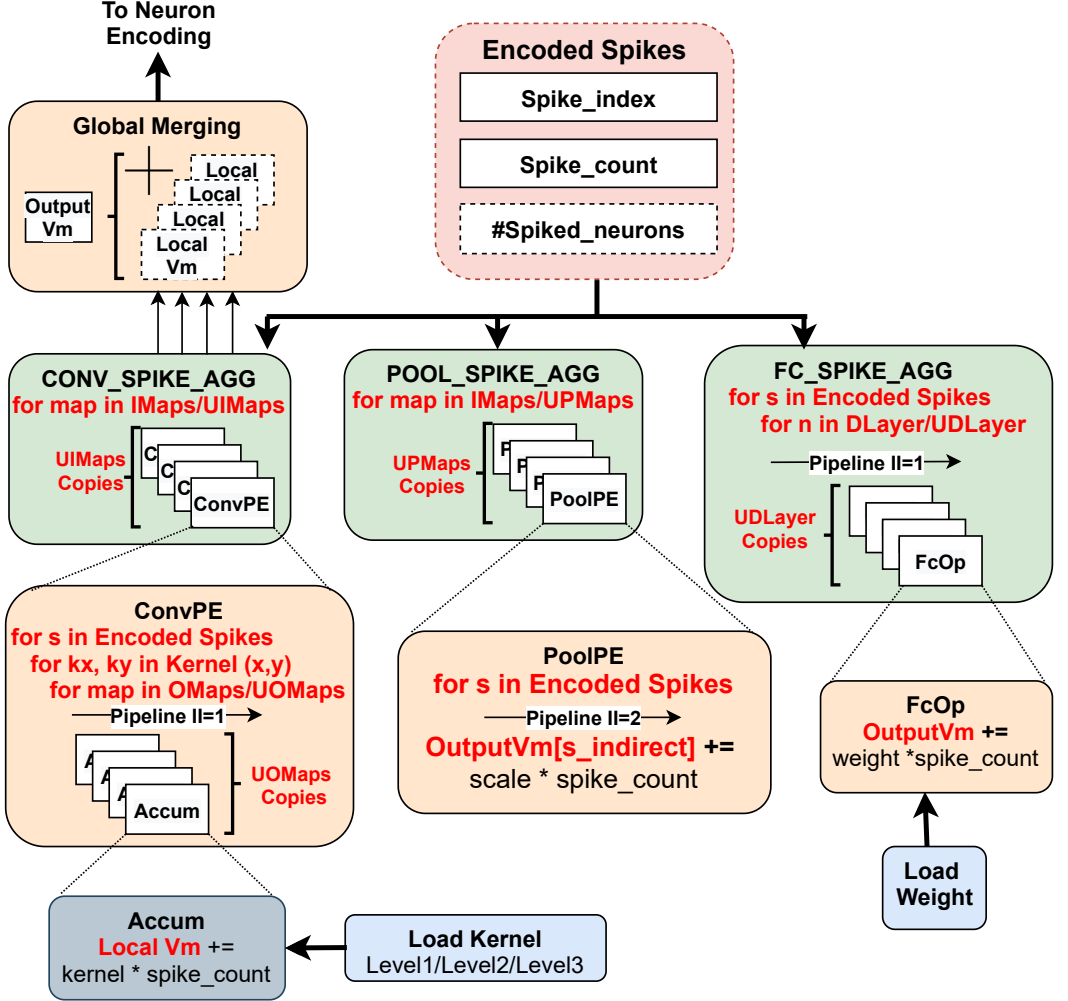 To Neuron
Encoding
Global Merging
Output
Vm
Local
Local
Local
Local
Vm
Encoded Spikes
Spike_index
Spike_count
#Spiked_neurons
CONV_SPIKE_AGG
for map in IMaps/UIMaps
UIMaps
Copies
C
C
C
ConvPE
POOL_SPIKE_AGG
for map in IMaps/UPMaps
UPMaps
Copies
P
P
P
PoolPE
FC_SPIKE_AGG
for s in Encoded Spikes
for n in DLayer/UDLayer
Pipeline II=1
UDLayer
Copies
FcOp
ConvPE
for s in Encoded Spikes
for kx, ky in Kernel (x,y)
for map in OMaps/UOMaps
Pipeline II=1
A
A
A
Accum
UOMaps
Copies
PoolPE
for s in Encoded Spikes
Pipeline II=2
OutputVm[s_indirect] +=
scale * spike_count
FcOp
OutputVm +=
weight *spike_count
Load
Weight
Accum
Local Vm +=
kernel * spike_count
Load Kernel
Level1/Level2/Level3